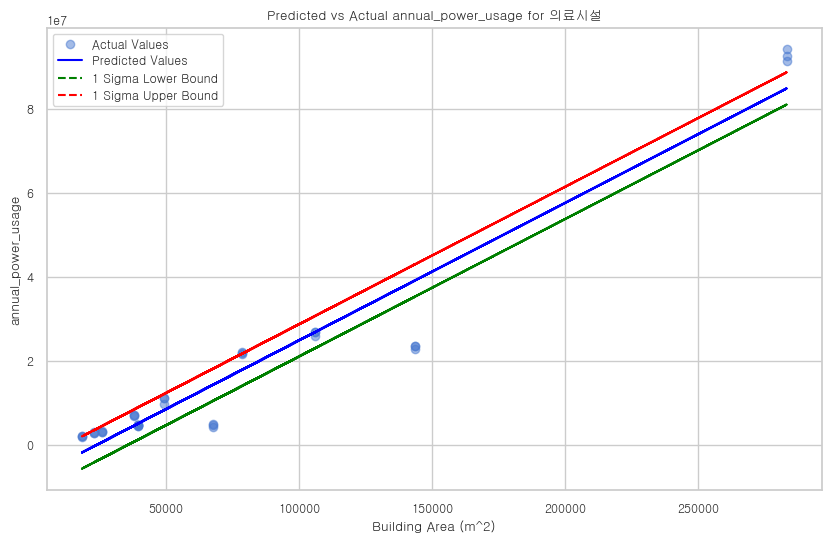 Predicted vs Actual annual_power_usage for 의료시설
1e7
Actual Values
Predicted Values
1 Sigma Lower Bound
1 Sigma Upper Bound
8
6
4
2
0
annual_power_usage
50000 100000 150000 200000 250000
Building Area (m^2)